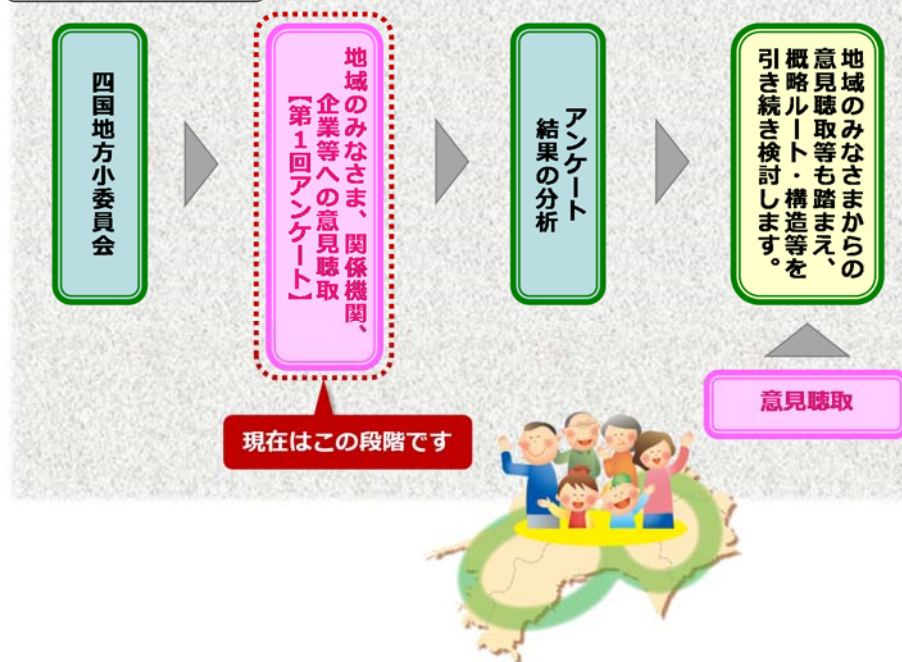 四国地方小委員会
地域のみなさま、関係機関、
企業等への意見聴取
【第1回アンケート】
アンケート
結果の分析
地域のみなさまからの
意見聴取等も踏まえ、
概略ルート・構造等を
引き続き検討します。
意見聴取
現在はこの段階です